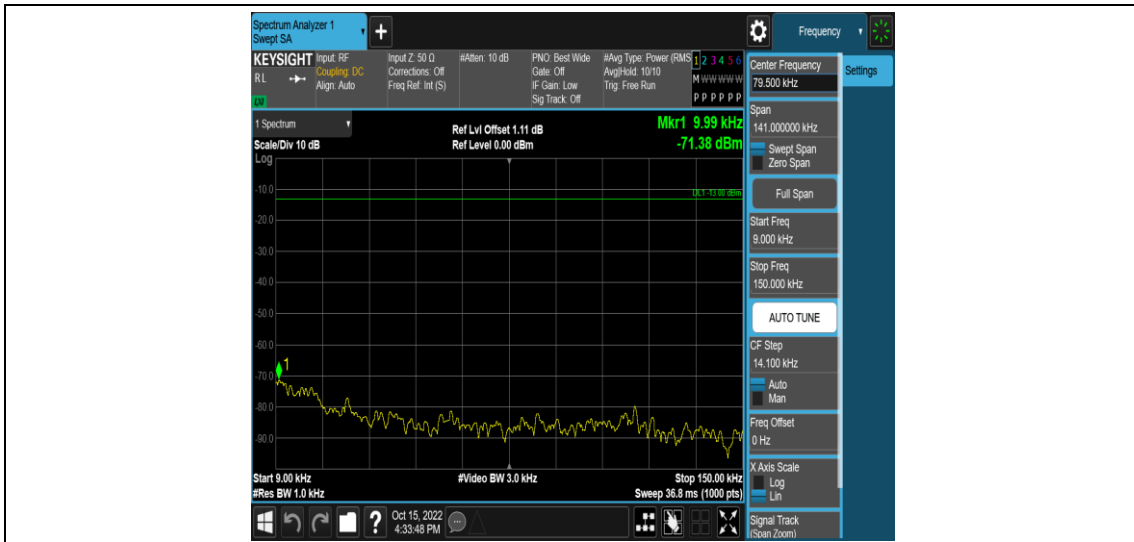 Spectrum Analyzer 1
Swept SA
+
Frequency
KEYSIGHT
RL
LXI
Input: RF
Coupling: DC
Align: Auto
Input Z: 50 Ω
Corrections: Off
Freq Ref: Int (S)
#Atten: 10 dB
PNO: Best Wide
Gate: Off
IF Gain: Low
Sig Track: Off
#Avg Type: Power (RMS
Avg|Hold: 10/10
Trig: Free Run
1 2 3 4 5 6
M W W W W W
P P P P P P
1 Spectrum
Scale/Div 10 dB
Log
Ref Lvl Offset 1.11 dB
Ref Level 0.00 dBm
Mkr1 9.99 kHz
-71.38 dBm
DL1 -13.00 dBm
-10.0
-20.0
-30.0
-40.0
-50.0
-60.0
-70.0
-80.0
-90.0
1
Start 9.00 kHz
#Res BW 1.0 kHz
#Video BW 3.0 kHz
Stop 150.00 kHz
Sweep 36.8 ms (1000 pts)
Center Frequency
79.500 kHz
Settings
Span
141.000000 kHz
Swept Span
Zero Span
Full Span
Start Freq
9.000 kHz
Stop Freq
150.000 kHz
AUTO TUNE
CF Step
14.100 kHz
Auto
Man
Freq Offset
0 Hz
X Axis Scale
Log
Lin
Signal Track
(Span Zoom)
?
Oct 15, 2022
4:33:48 PM